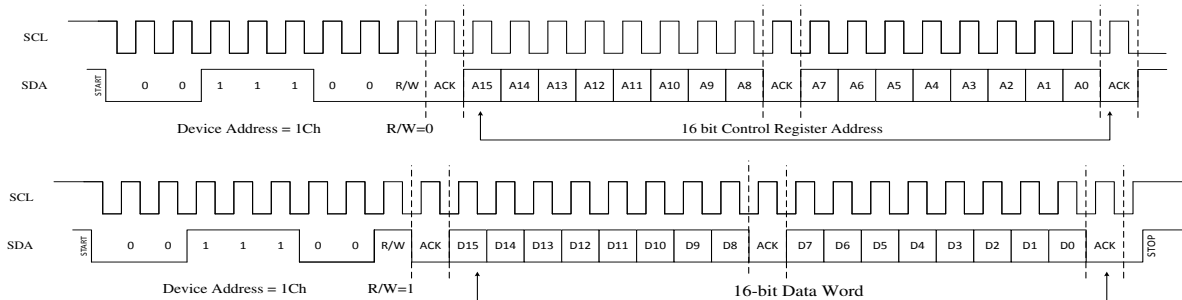 SCL
SDA START 0 0 1 1 1 0 0 R/W ACK A15 A14 A13 A12 A11 A10 A9 A8 ACK A7 A6 A5 A4 A3 A2 A1 A0 ACK
Device Address = 1Ch R/W=0 16 bit Control Register Address
SCL
SDA START 0 0 1 1 1 0 0 R/W ACK D15 D14 D13 D12 D11 D10 D9 D8 ACK D7 D6 D5 D4 D3 D2 D1 D0 ACK STOP
Device Address = 1Ch R/W=1 16-bit Data Word